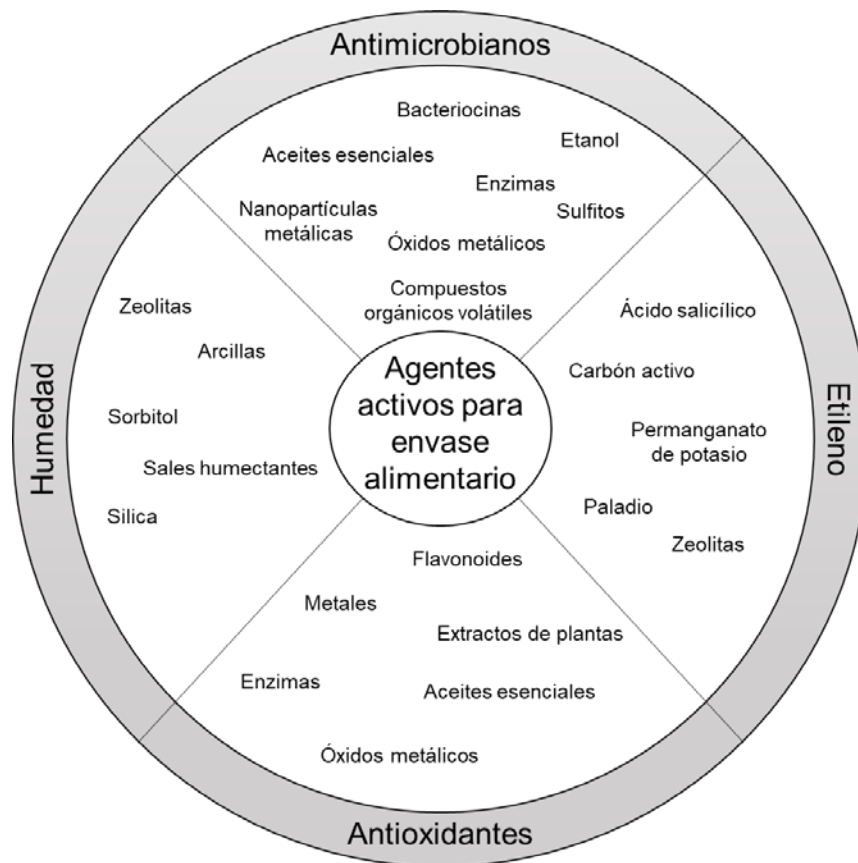 Antimicrobianos
Bacteriocinas
Etanol
Aceites esenciales
Enzimas
Nanopartículas
metálicas
Sulfitos
Óxidos metálicos
Compuestos
orgánicos volátiles
Humedad
Zeolitas
Arcillas
Sorbitol
Sales humectantes
Silica
Agentes
activos para
envase
alimentario
Etileno
Ácido salicílico
Carbón activo
Permanganato
de potasio
Paladio
Zeolitas
Flavonoides
Metales
Extractos de plantas
Enzimas
Aceites esenciales
Óxidos metálicos
Antioxidantes